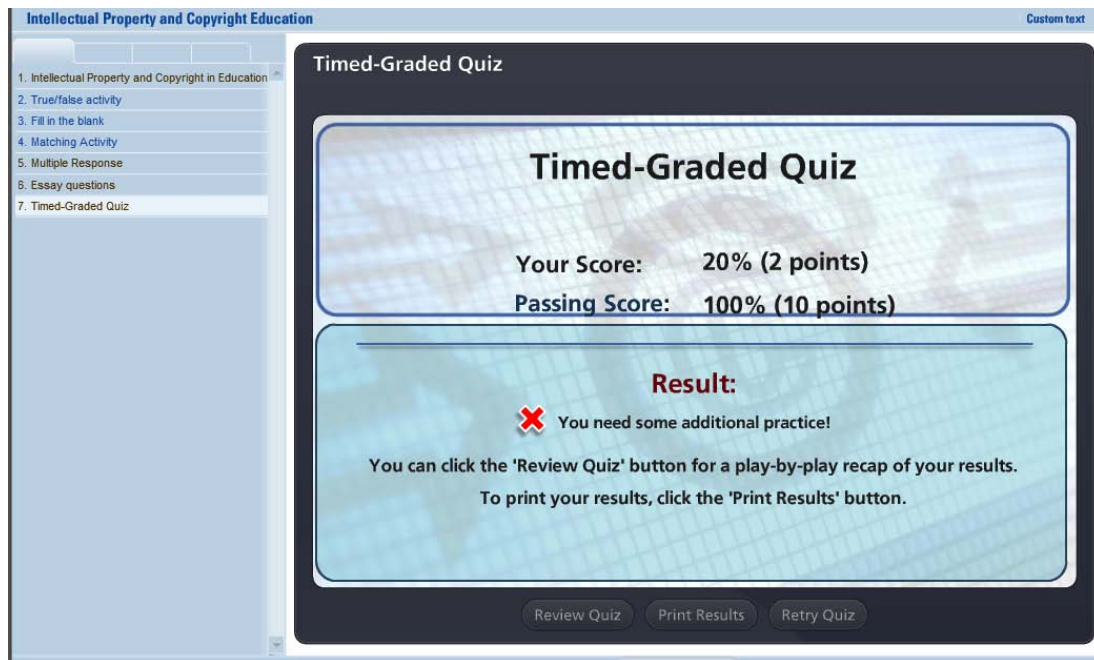 Intellectual Property and Copyright Education
Custom text
1. Intellectual Property and Copyright in Education
2. True/false activity
3. Fill in the blank
4. Matching Activity
5. Multiple Response
6. Essay questions
7. Timed-Graded Quiz
Timed-Graded Quiz
Timed-Graded Quiz
Your Score: 20% (2 points)
Passing Score: 100% (10 points)
Result:
You need some additional practice!
You can click the 'Review Quiz' button for a play-by-play recap of your results.
To print your results, click the 'Print Results' button.
Review Quiz Print Results Retry Quiz